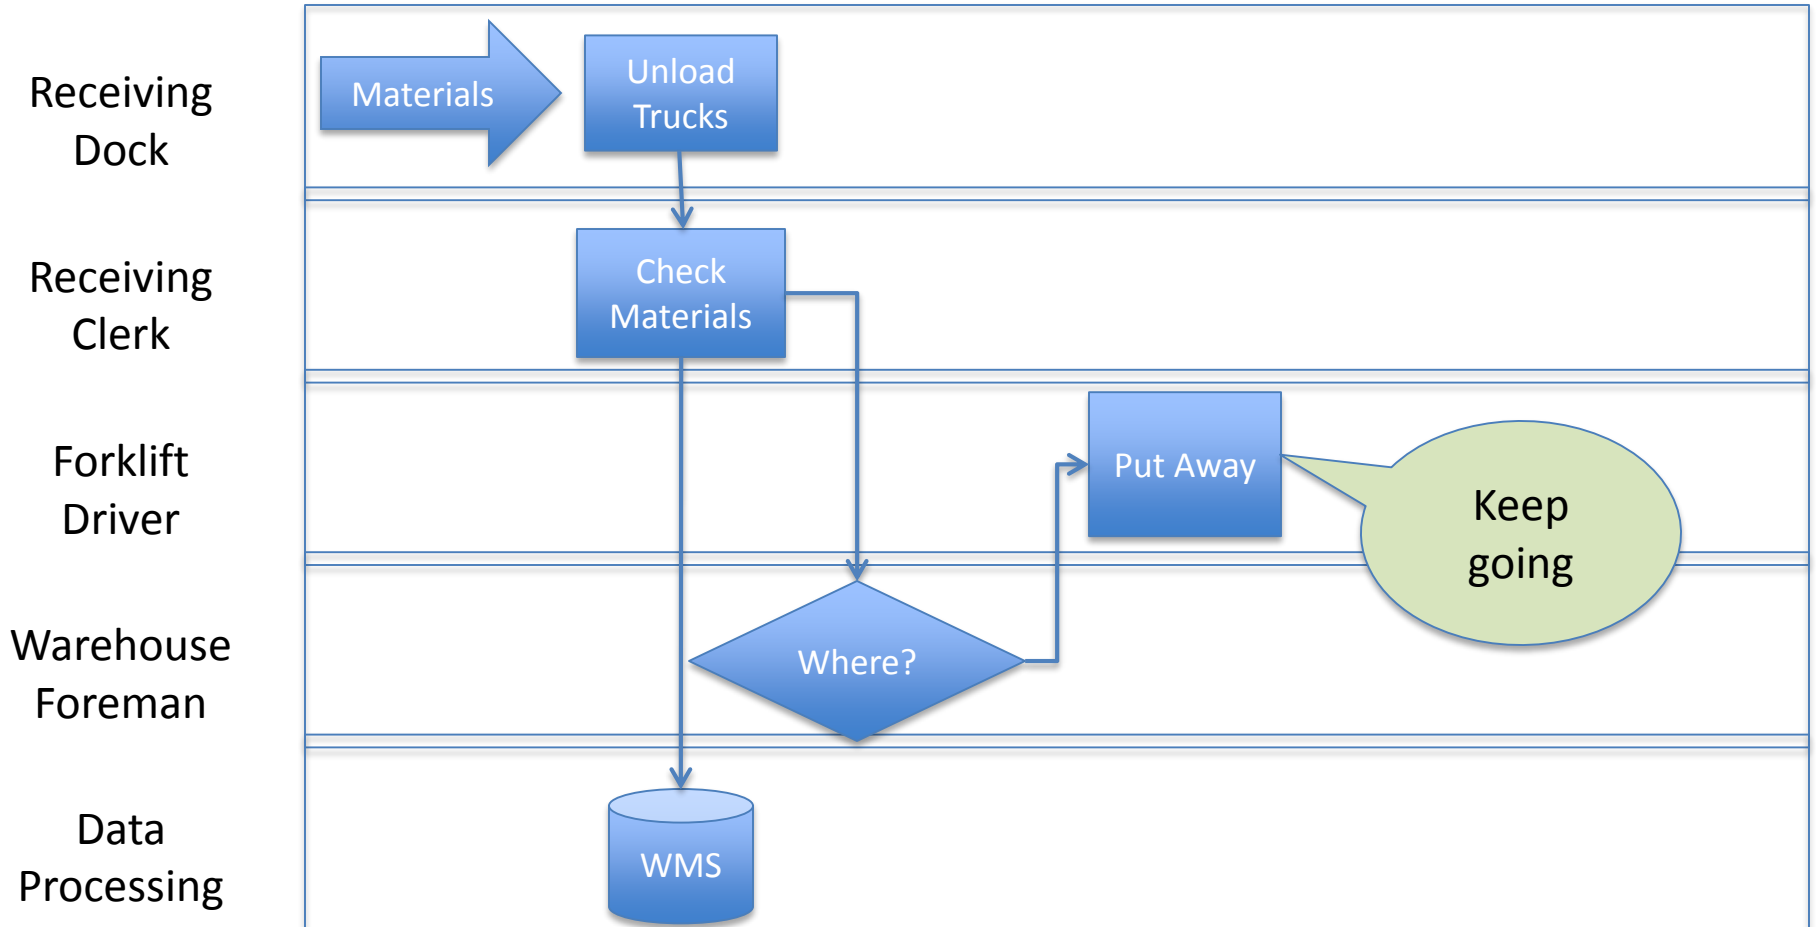 Receiving
Dock
Materials
Unload
Trucks
Receiving
Clerk
Check
Materials
Forklift
Driver
Put Away
Keep
going
Warehouse
Foreman
Where?
Data
Processing
WMS